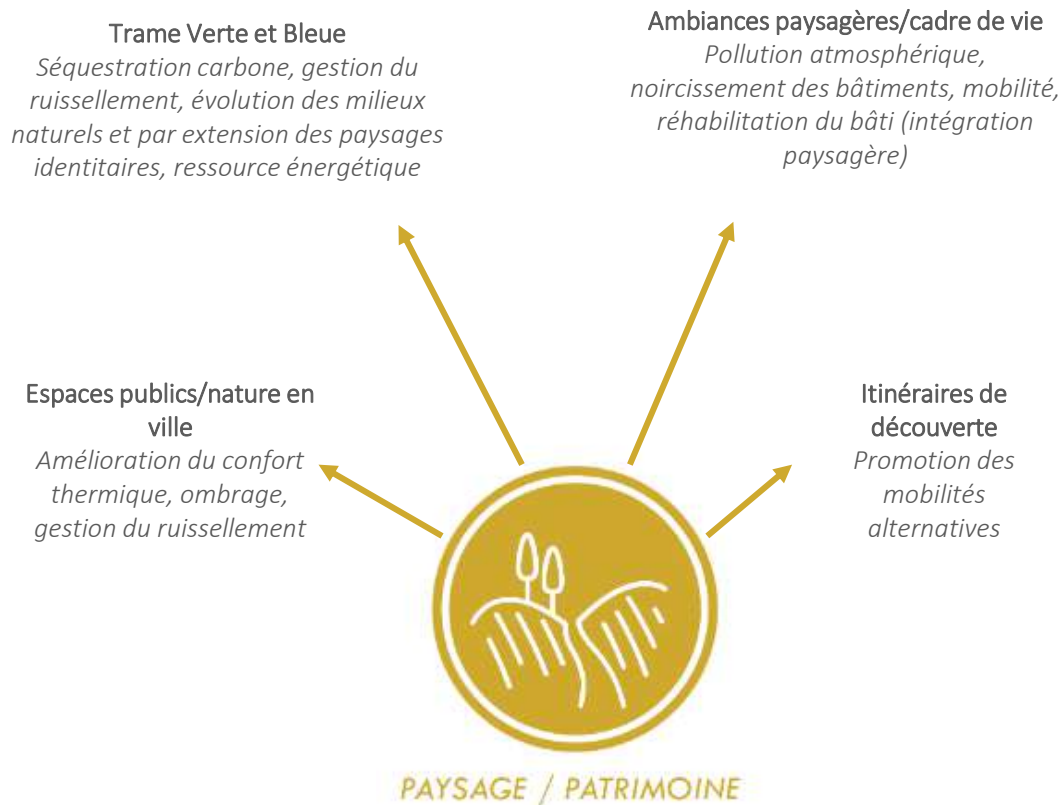 Trame Verte et Bleue
Séquestration carbone, gestion du
ruissellement, évolution des milieux
naturels et par extension des paysages
identitaires, ressource énergétique
Ambiances paysagères/cadre de vie
Pollution atmosphérique,
noircissement des bâtiments, mobilité,
réhabilitation du bâti (intégration
paysagère)
Espaces publics/nature en
ville
Amélioration du confort
thermique, ombrage,
gestion du ruissellement
Itinéraires de
découverte
Promotion des
mobilités
alternatives
PAYSAGE / PATRIMOINE